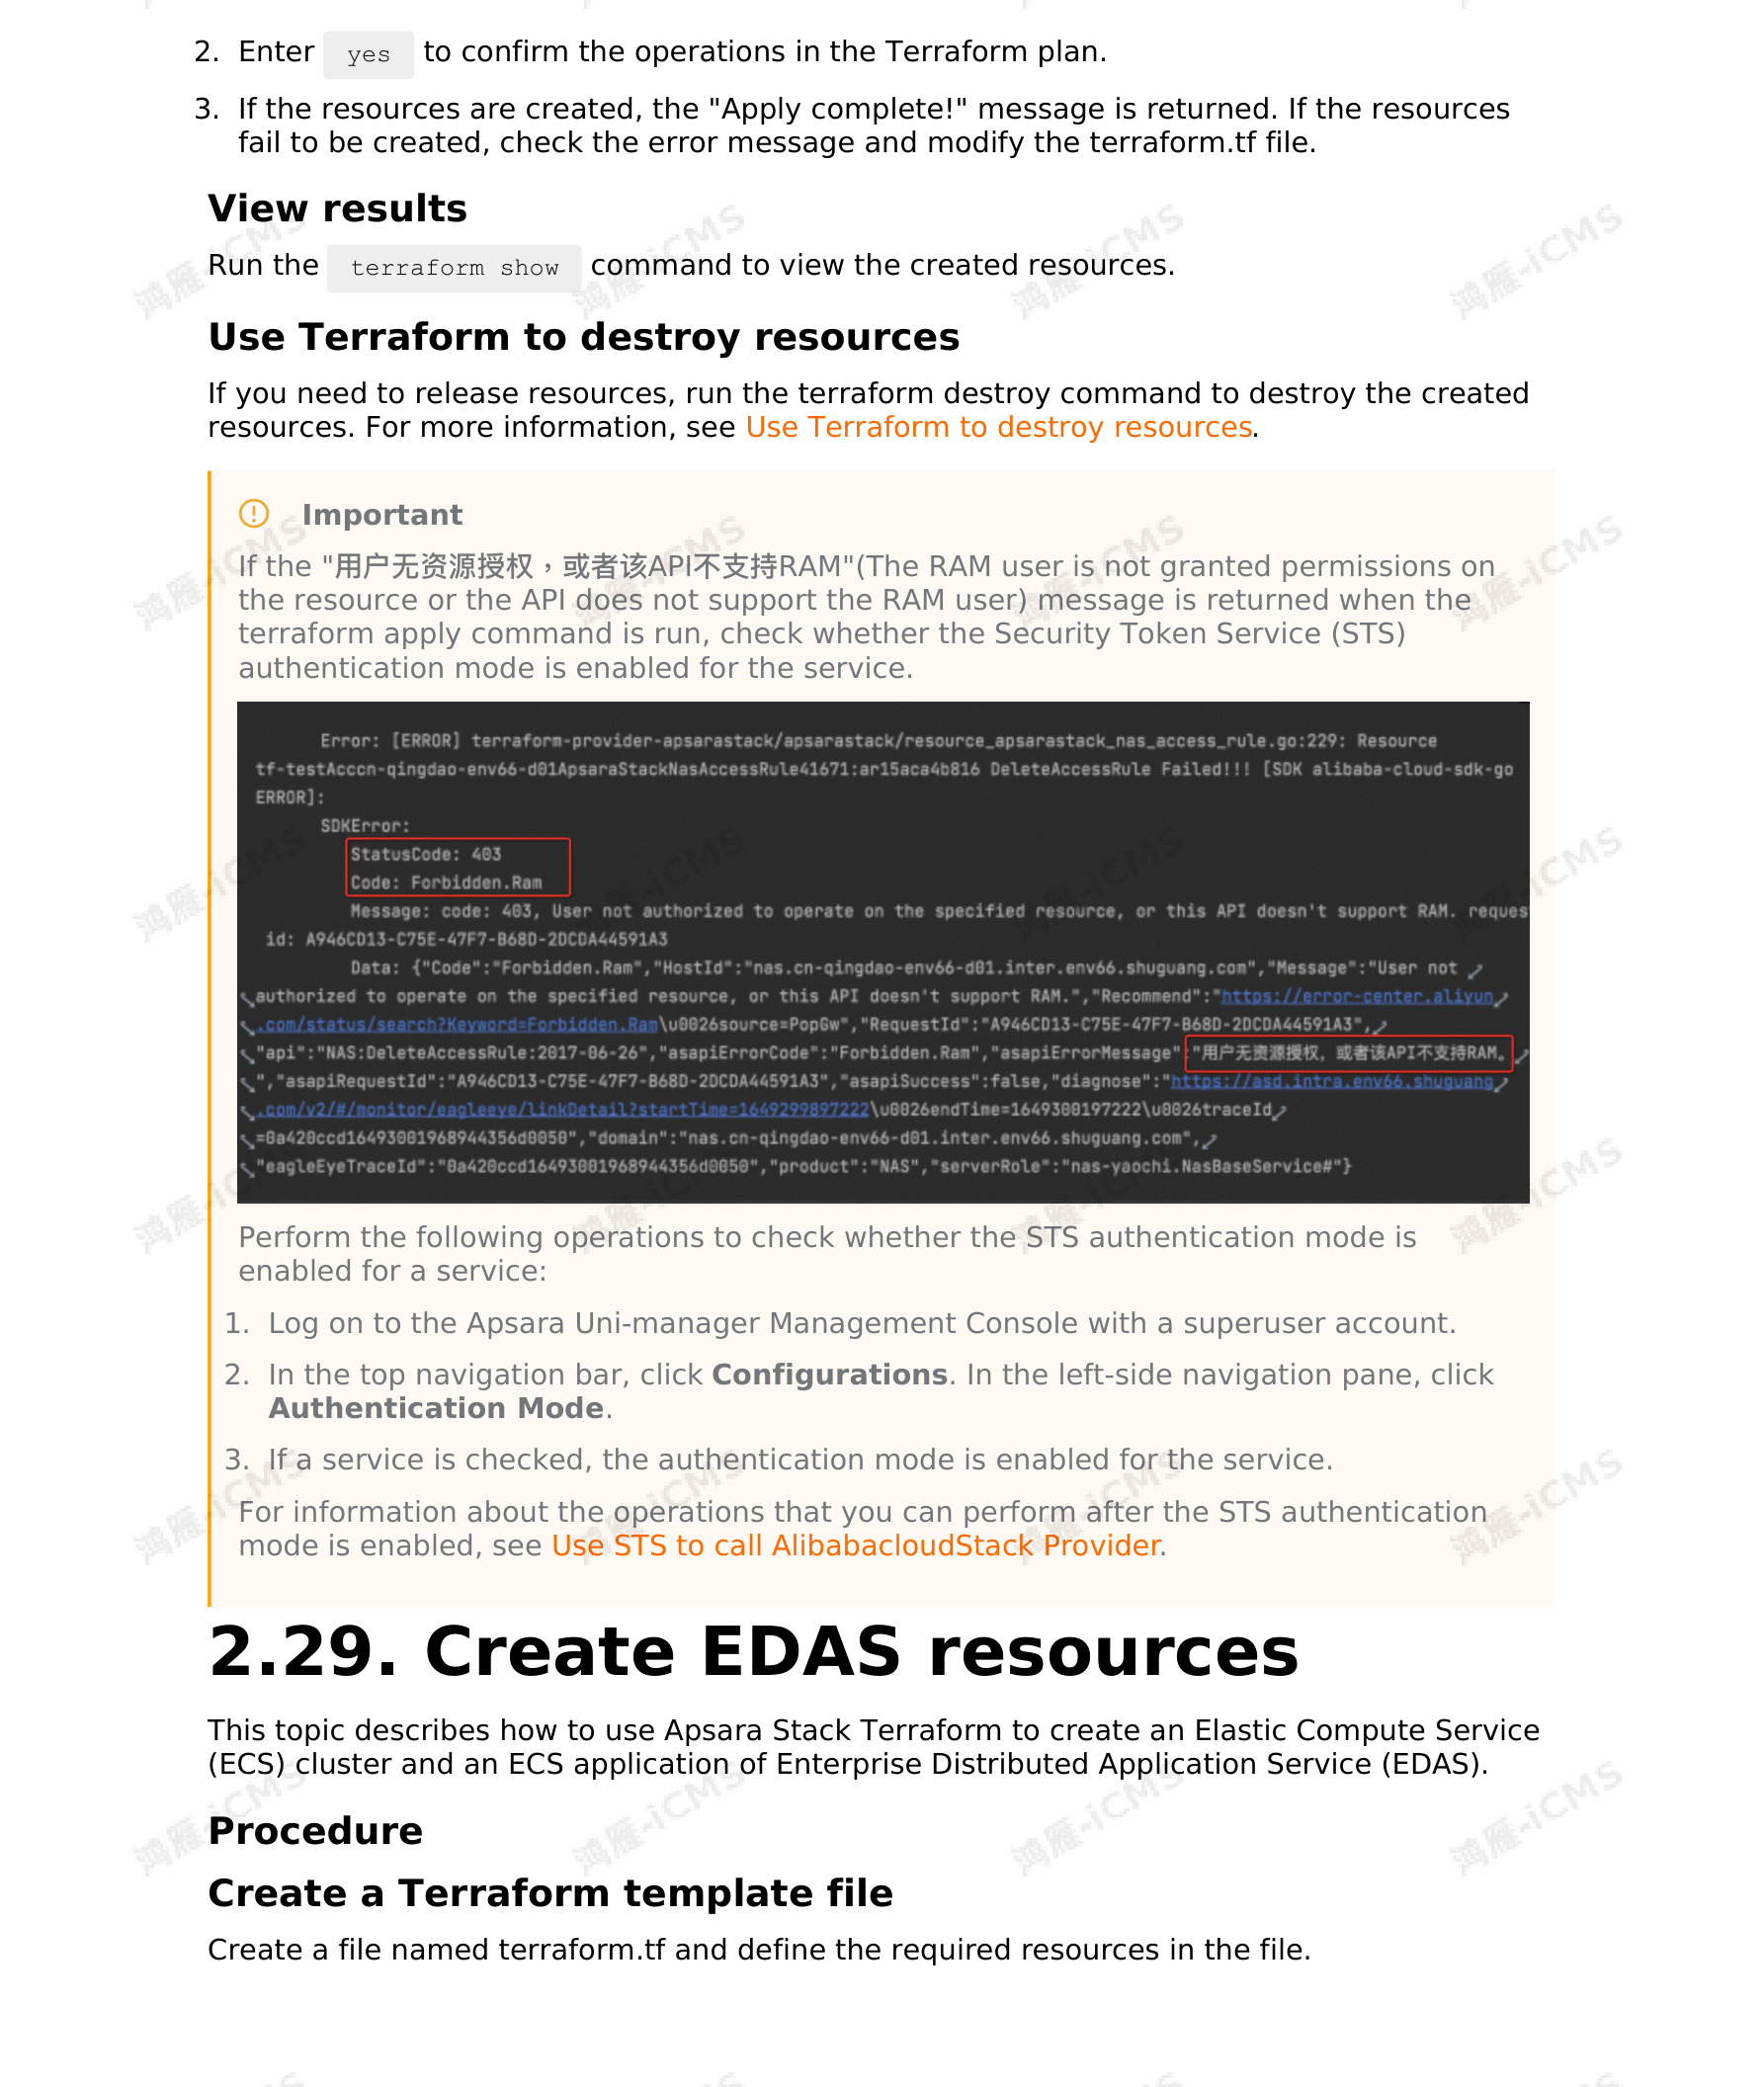 2. Enter yes to confirm the operations in the Terraform plan.
3. If the resources are created, the "Apply complete!" message is returned. If the resources
fail to be created, check the error message and modify the terraform.tf file.
View results
Run the terraform show command to view the created resources.
Use Terraform to destroy resources
If you need to release resources, run the terraform destroy command to destroy the created
resources. For more information, see Use Terraform to destroy resources.
Important
If the "用户无资源授权，或者该API不支持RAM"(The RAM user is not granted permissions on
the resource or the API does not support the RAM user) message is returned when the
terraform apply command is run, check whether the Security Token Service (STS)
authentication mode is enabled for the service.
Error: [ERROR] terraform-provider-apsarastack/apsarastack/resource_apsarastack_nas_access_rule.go:229: Resource
tf-testAcccn-qingdao-env66-d01ApsaraStackNasAccessRule41671:ar15aca4b816 DeleteAccessRule Failed!!! [SDK alibaba-cloud-sdk-go
ERROR]:
SDKError:
StatusCode: 403
Code: Forbidden.Ram
Message: code: 403, User not authorized to operate on the specified resource, or this API doesn't support RAM. reques
id: A946CD13-C75E-47F7-B68D-2DCDA44591A3
Data: {"Code":"Forbidden.Ram","HostId":"nas.cn-qingdao-env66-d01.inter.env66.shuguang.com","Message":"User not
authorized to operate on the specified resource, or this API doesn't support RAM.","Recommend":"https://error-center.aliyun
.com/status/search?Keyword=Forbidden.Ram\u0026source=PopGw","RequestId":"A946CD13-C75E-47F7-B68D-2DCDA44591A3",
"api":"NAS:DeleteAccessRule:2017-06-26","asapiErrorCode":"Forbidden.Ram","asapiErrorMessage":"用户无资源授权，或者该API不支持RAM。
","asapiRequestId":"A946CD13-C75E-47F7-B68D-2DCDA44591A3","asapiSuccess":false,"diagnose":"https://asd.intra.env66.shuguang
.com/v2/#/monitor/eagleeye/linkDetail?startTime=1649299897222\u0026endTime=1649300197222\u0026traceId
=0a420ccd16493001968944356d0050","domain":"nas.cn-qingdao-env66-d01.inter.env66.shuguang.com",
"eagleEyeTraceId":"0a420ccd16493001968944356d0050","product":"NAS","serverRole":"nas-yaochi.NasBaseService#"}
Perform the following operations to check whether the STS authentication mode is
enabled for a service:
1. Log on to the Apsara Uni-manager Management Console with a superuser account.
2. In the top navigation bar, click Configurations. In the left-side navigation pane, click
Authentication Mode.
3. If a service is checked, the authentication mode is enabled for the service.
For information about the operations that you can perform after the STS authentication
mode is enabled, see Use STS to call AlibabacloudStack Provider.
2.29. Create EDAS resources
This topic describes how to use Apsara Stack Terraform to create an Elastic Compute Service
(ECS) cluster and an ECS application of Enterprise Distributed Application Service (EDAS).
Procedure
Create a Terraform template file
Create a file named terraform.tf and define the required resources in the file.
鸿雁-iCMS